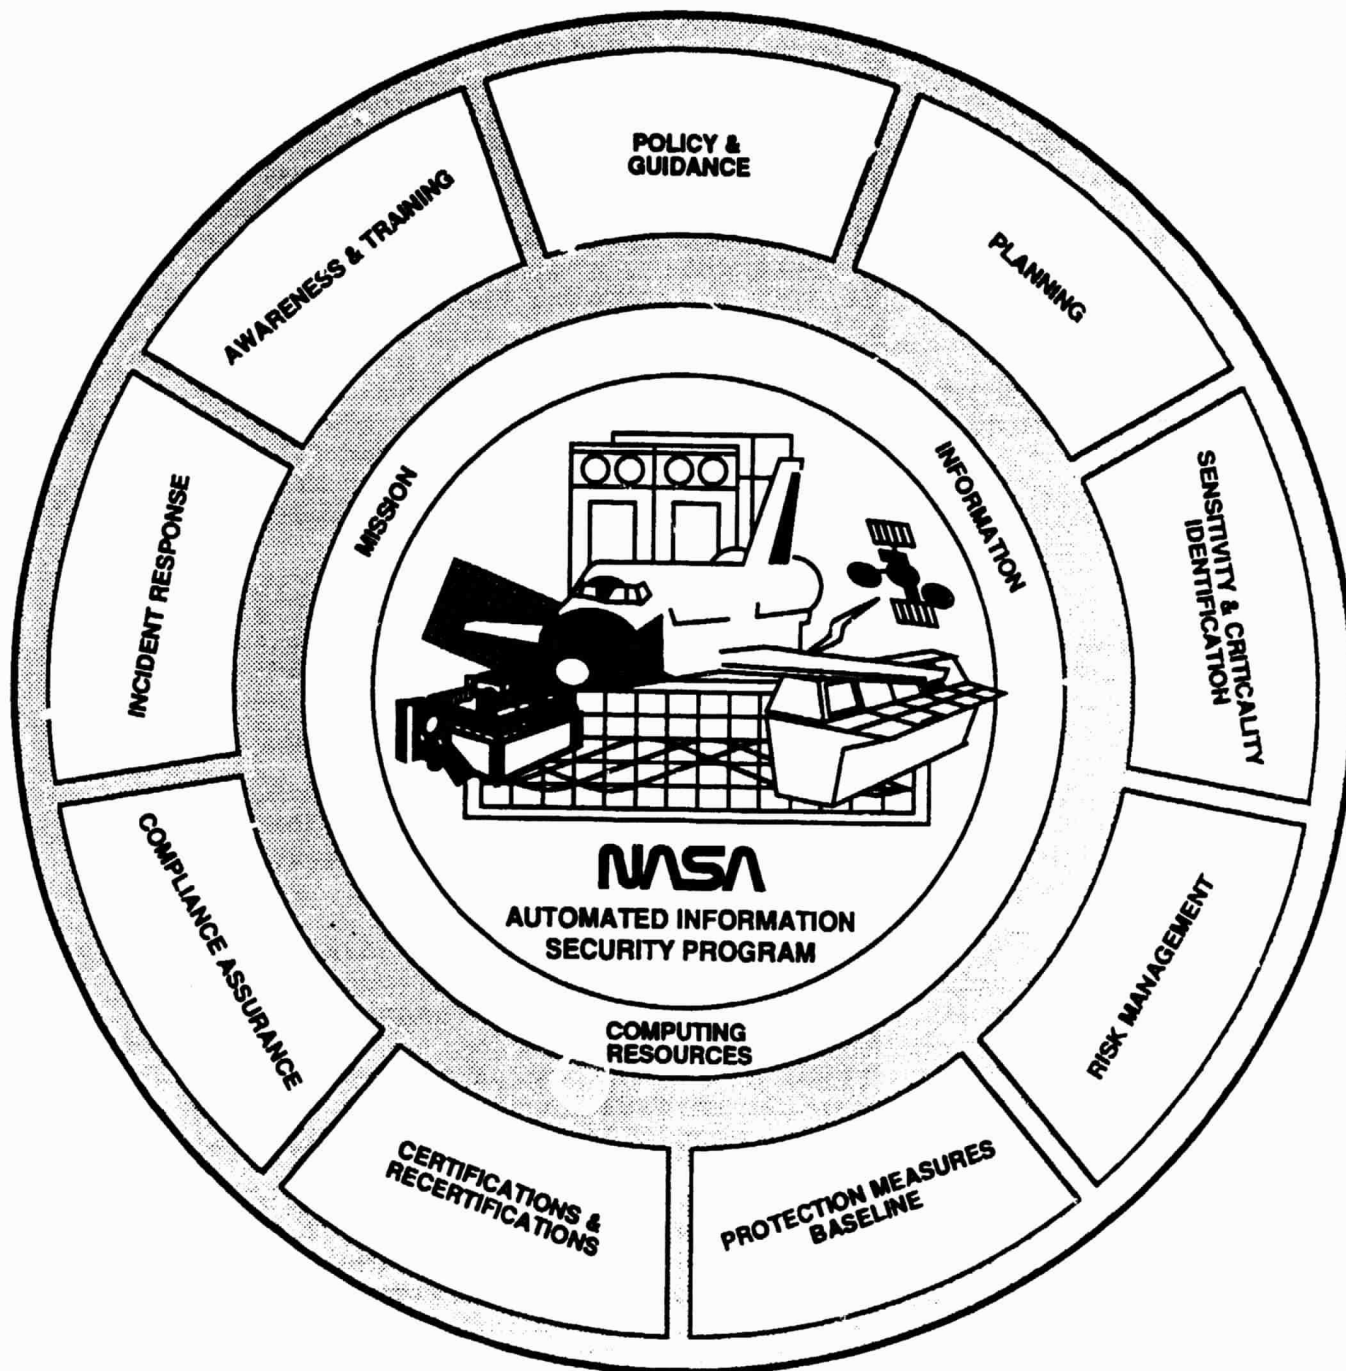 POLICY &
GUIDANCE
PLANNING
SENSITIVITY & CRITICALITY
IDENTIFICATION
RISK MANAGEMENT
PROTECTION MEASURES
BASELINE
CERTIFICATIONS &
RECERTIFICATIONS
COMPLIANCE ASSURANCE
INCIDENT RESPONSE
AWARENESS & TRAINING
MISSION
INFORMATION
COMPUTING
RESOURCES
NASA
AUTOMATED INFORMATION
SECURITY PROGRAM